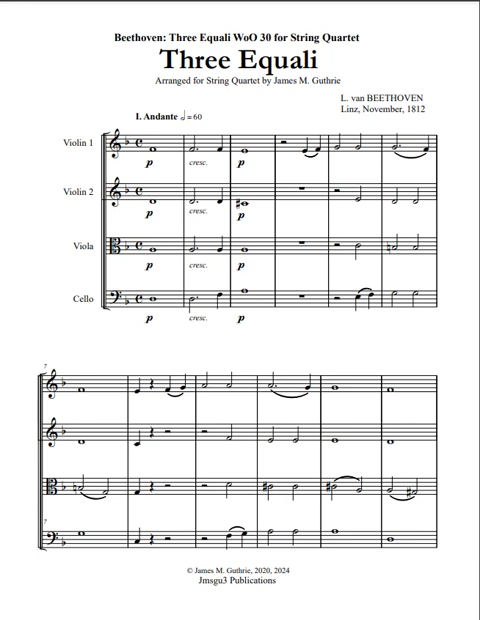 Beethoven: Three Equali WoO 30 for String Quartet
Three Equali
Arranged for String Quartet by James M. Guthrie
L. van BEETHOVEN
Linz, November, 1812
I. Andante 𝅗𝅥 = 60
Violin 1
p cresc. p
Violin 2
p cresc. p
Viola
p cresc. p
Cello
p cresc. p
7
7
© James M. Guthrie, 2020, 2024
Jmsgu3 Publications